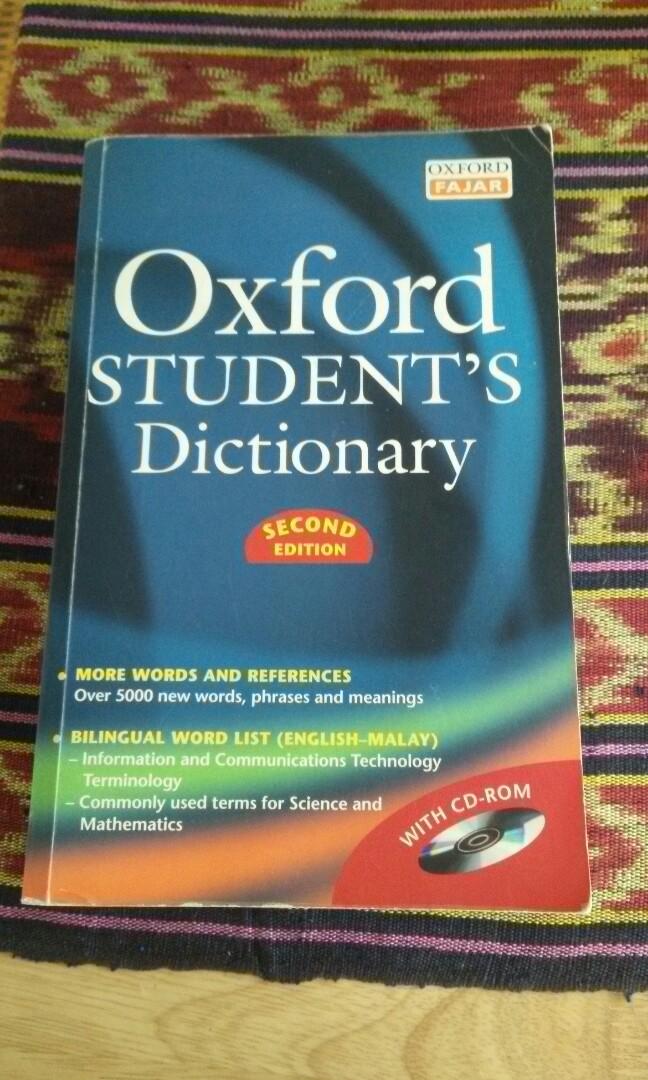 OXFORD
FAJAR
Oxford
STUDENT'S
Dictionary
SECOND
EDITION
• MORE WORDS AND REFERENCES
Over 5000 new words, phrases and meanings
• BILINGUAL WORD LIST (ENGLISH–MALAY)
– Information and Communications Technology
Terminology
– Commonly used terms for Science and
Mathematics
WITH CD-ROM